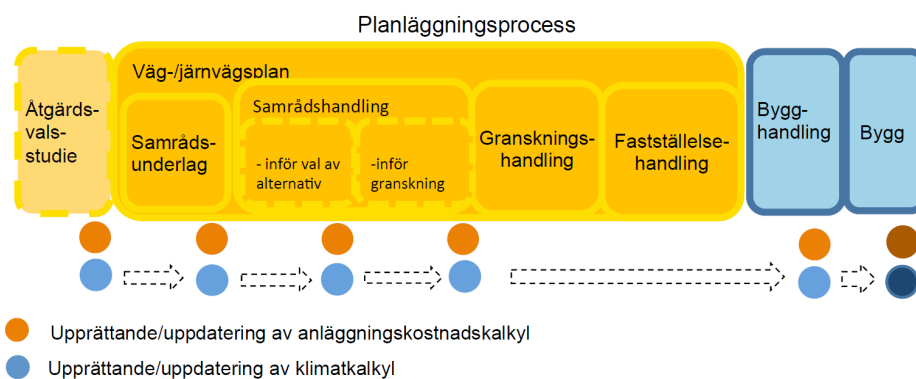 Planläggningsprocess
Åtgärds-
vals-
studie
Väg-/järnvägsplan
Samråds-
underlag
Samrådshandling
- inför val av
alternativ
-inför
granskning
Gransknings-
handling
Fastställelse-
handling
Bygg-
handling
Bygg
Upprättande/uppdatering av anläggningskostnadskalkyl
Upprättande/uppdatering av klimatkalkyl